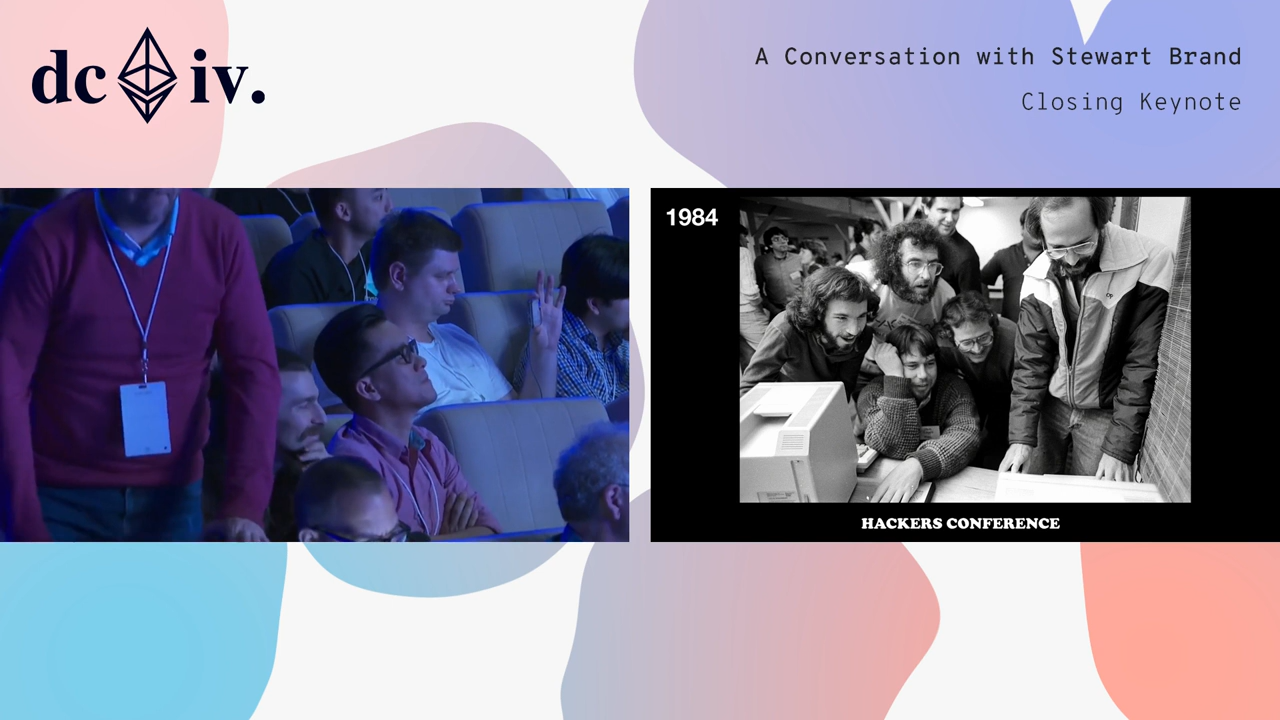 dc iv.
A Conversation with Stewart Brand
Closing Keynote
1984
HACKERS CONFERENCE